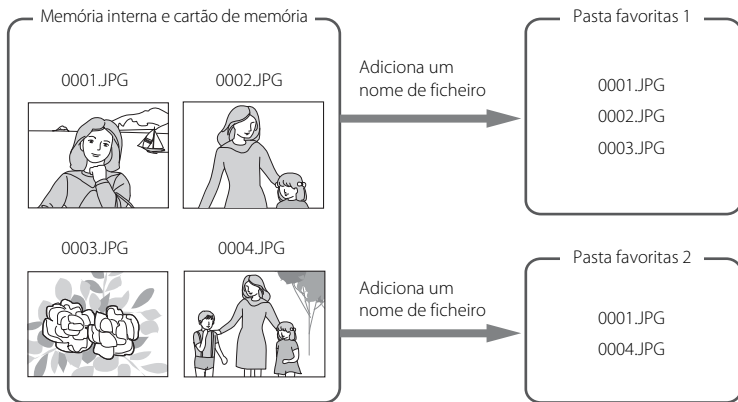 Memória interna e cartão de memória
0001.JPG
0002.JPG
0003.JPG
0004.JPG
Adiciona um
nome de ficheiro
Pasta favoritas 1
0001.JPG
0002.JPG
0003.JPG
Adiciona um
nome de ficheiro
Pasta favoritas 2
0001.JPG
0004.JPG